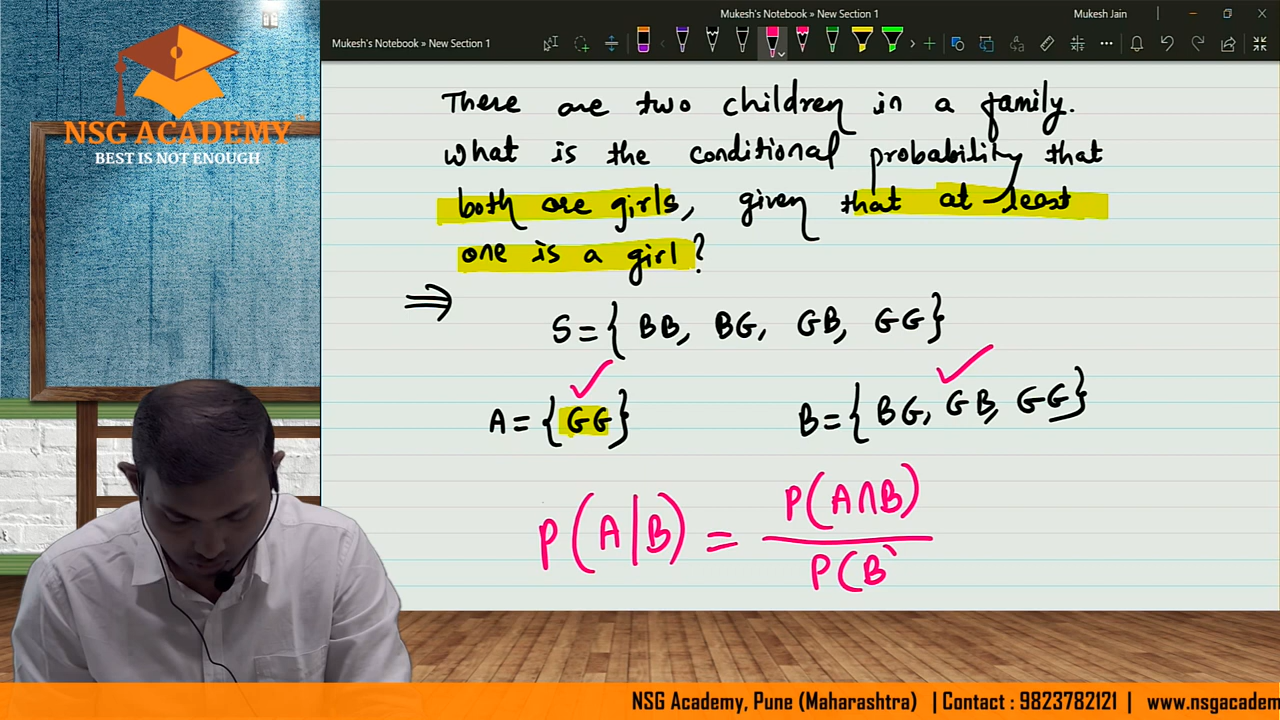 Mukesh's Notebook » New Section 1
Mukesh Jain
Mukesh's Notebook » New Section 1
NSG ACADEMY
BEST IS NOT ENOUGH
There are two children in a family.
What is the conditional probability that
both are girls, given that at least
one is a girl?
⇒
S = { BB, BG, GB, GG}
A = {GG}
B = { BG, GB, GG}
P(A|B) = P(A∩B)
P(B)
NSG Academy, Pune (Maharashtra) | Contact : 9823782121 | www.nsgacadem